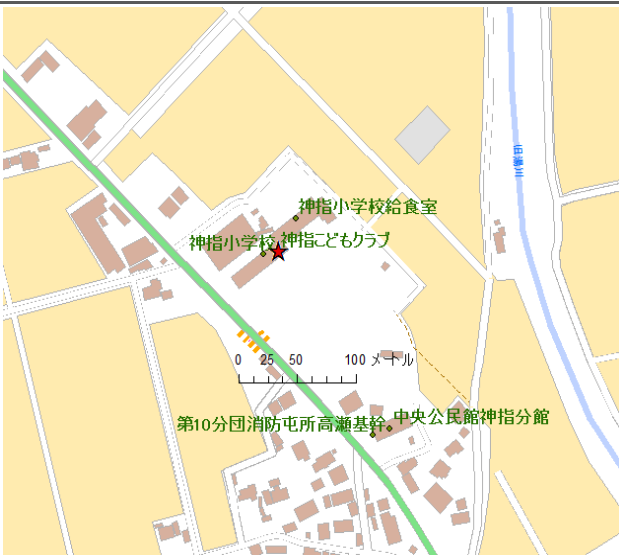 神指小学校給食室
神指小学校
神指こどもクラブ
旧湯川
0 25 50 100 メートル
第10分団消防屯所高瀬基幹
中央公民館神指分館